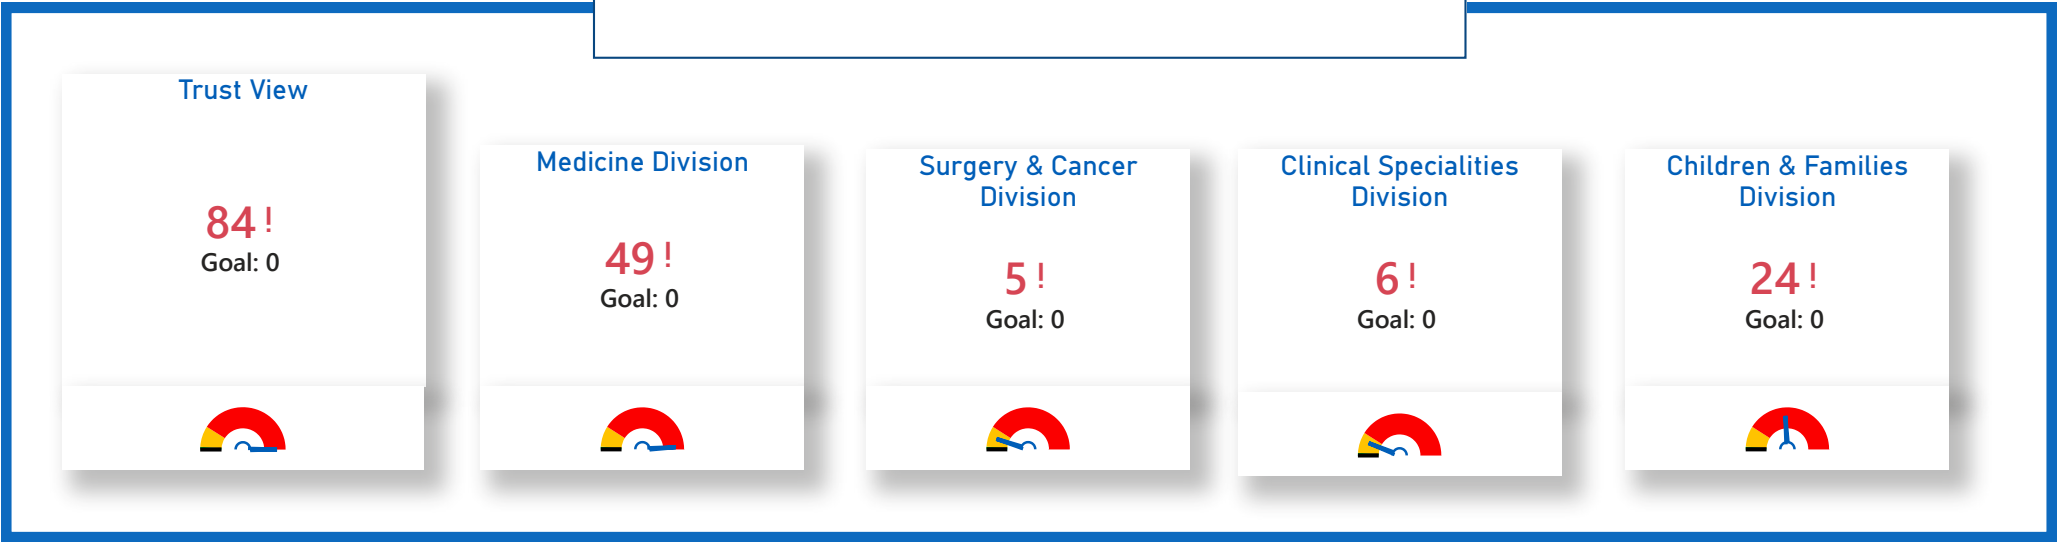 Trust View
84 !
Goal: 0
Medicine Division
49 !
Goal: 0
Surgery & Cancer
Division
5 !
Goal: 0
Clinical Specialities
Division
6 !
Goal: 0
Children & Families
Division
24 !
Goal: 0